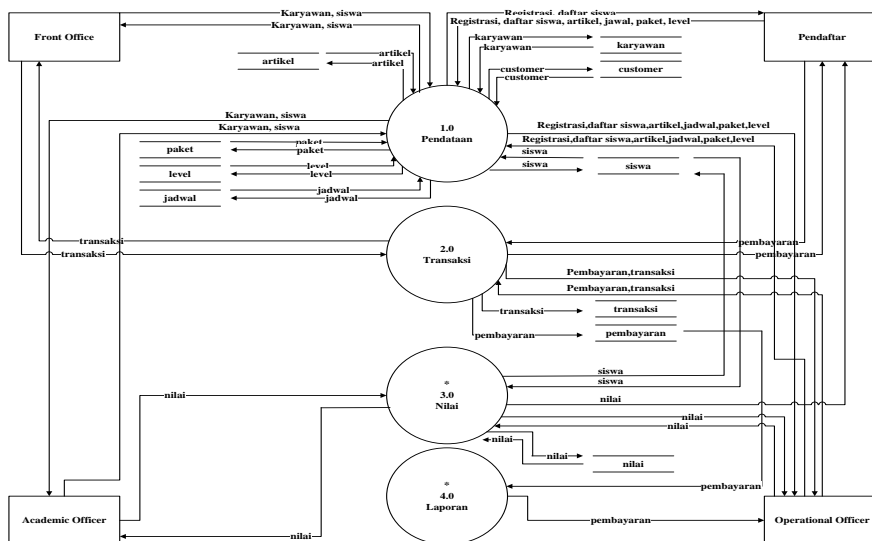 Karyawan, siswa
Karyawan, siswa
Registrasi, daftar siswa
Registrasi, daftar siswa, artikel, jawal, paket, level
Front Office
Pendaftar
karyawan
karyawan
karyawan
artikel
artikel
artikel
customer
customer
customer
1.0
Pendataan
Karyawan, siswa
Karyawan, siswa
Registrasi,daftar siswa,artikel,jadwal,paket,level
Registrasi,daftar siswa,artikel,jadwal,paket,level
paket
paket
paket
siswa
siswa
siswa
level
level
level
jadwal
jadwal
jadwal
2.0
Transaksi
transaksi
transaksi
pembayaran
pembayaran
Pembayaran,transaksi
Pembayaran,transaksi
transaksi
transaksi
pembayaran
pembayaran
*
3.0
Nilai
siswa
siswa
nilai
nilai
nilai
nilai
nilai
nilai
nilai
*
4.0
Laporan
pembayaran
pembayaran
Academic Officer
Operational Officer
nilai